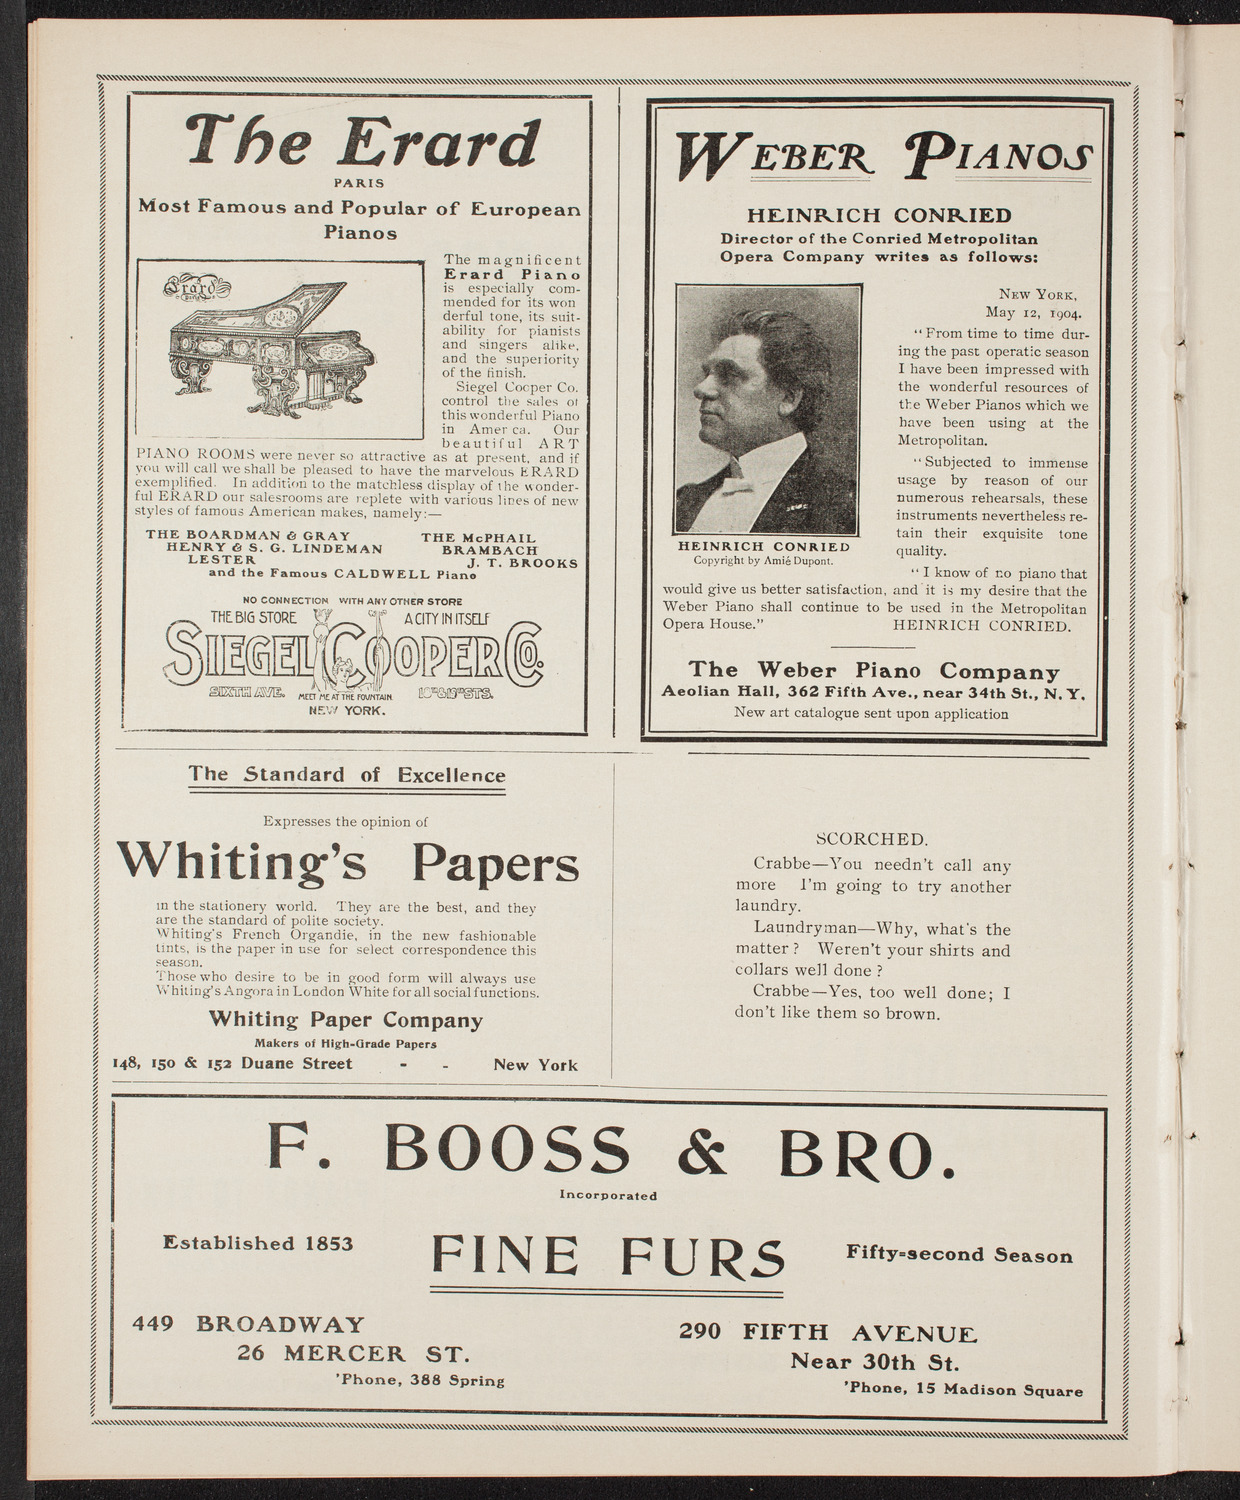 The Erard
PARIS
Most Famous and Popular of European
Pianos
Erard
The magnificent
Erard Piano
is especially com-
mended for its won
derful tone, its suit-
ability for pianists
and singers alike,
and the superiority
of the finish.
Siegel Cooper Co.
control the sales of
this wonderful Piano
in Amer ca. Our
beautiful ART
PIANO ROOMS were never so attractive as at present, and if
you will call we shall be pleased to have the marvelous ERARD
exemplified. In addition to the matchless display of the wonder-
ful ERARD our salesrooms are replete with various lines of new
styles of famous American makes, namely:—
THE BOARDMAN & GRAY
HENRY & S. G. LINDEMAN
LESTER
THE McPHAIL
BRAMBACH
J. T. BROOKS
and the Famous CALDWELL Piano
NO CONNECTION WITH ANY OTHER STORE
THE BIG STORE A CITY IN ITSELF
SIEGEL COOPER CO.
SIXTH AVE. MEET ME AT THE FOUNTAIN 18TH & 19TH STS.
NEW YORK.
WEBER PIANOS
HEINRICH CONRIED
Director of the Conried Metropolitan
Opera Company writes as follows:
NEW YORK,
May 12, 1904.
"From time to time dur-
ing the past operatic season
I have been impressed with
the wonderful resources of
the Weber Pianos which we
have been using at the
Metropolitan.
"Subjected to immense
usage by reason of our
numerous rehearsals, these
instruments nevertheless re-
tain their exquisite tone
quality.
HEINRICH CONRIED
Copyright by Amié Dupont.
"I know of no piano that
would give us better satisfaction, and it is my desire that the
Weber Piano shall continue to be used in the Metropolitan
Opera House." HEINRICH CONRIED.
The Weber Piano Company
Aeolian Hall, 362 Fifth Ave., near 34th St., N. Y.
New art catalogue sent upon application
The Standard of Excellence
Expresses the opinion of
Whiting's Papers
in the stationery world. They are the best, and they
are the standard of polite society.
Whiting's French Organdie, in the new fashionable
tints, is the paper in use for select correspondence this
season.
Those who desire to be in good form will always use
Whiting's Angora in London White for all social functions.
Whiting Paper Company
Makers of High-Grade Papers
148, 150 & 152 Duane Street - - New York
SCORCHED.
Crabbe—You needn't call any
more I'm going to try another
laundry.
Laundryman—Why, what's the
matter? Weren't your shirts and
collars well done?
Crabbe—Yes, too well done; I
don't like them so brown.
F. BOOSS & BRO.
Incorporated
Established 1853
FINE FURS
Fifty=second Season
449 BROADWAY
26 MERCER ST.
'Phone, 388 Spring
290 FIFTH AVENUE
Near 30th St.
'Phone, 15 Madison Square